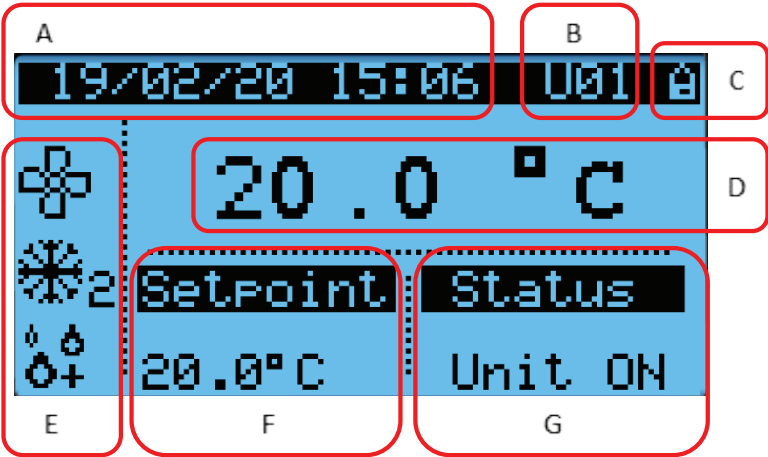 A B
19/02/20 15:06 U01 C
20.0 °C D
2 Setpoint Status
+ 20.0°C Unit ON
E F G